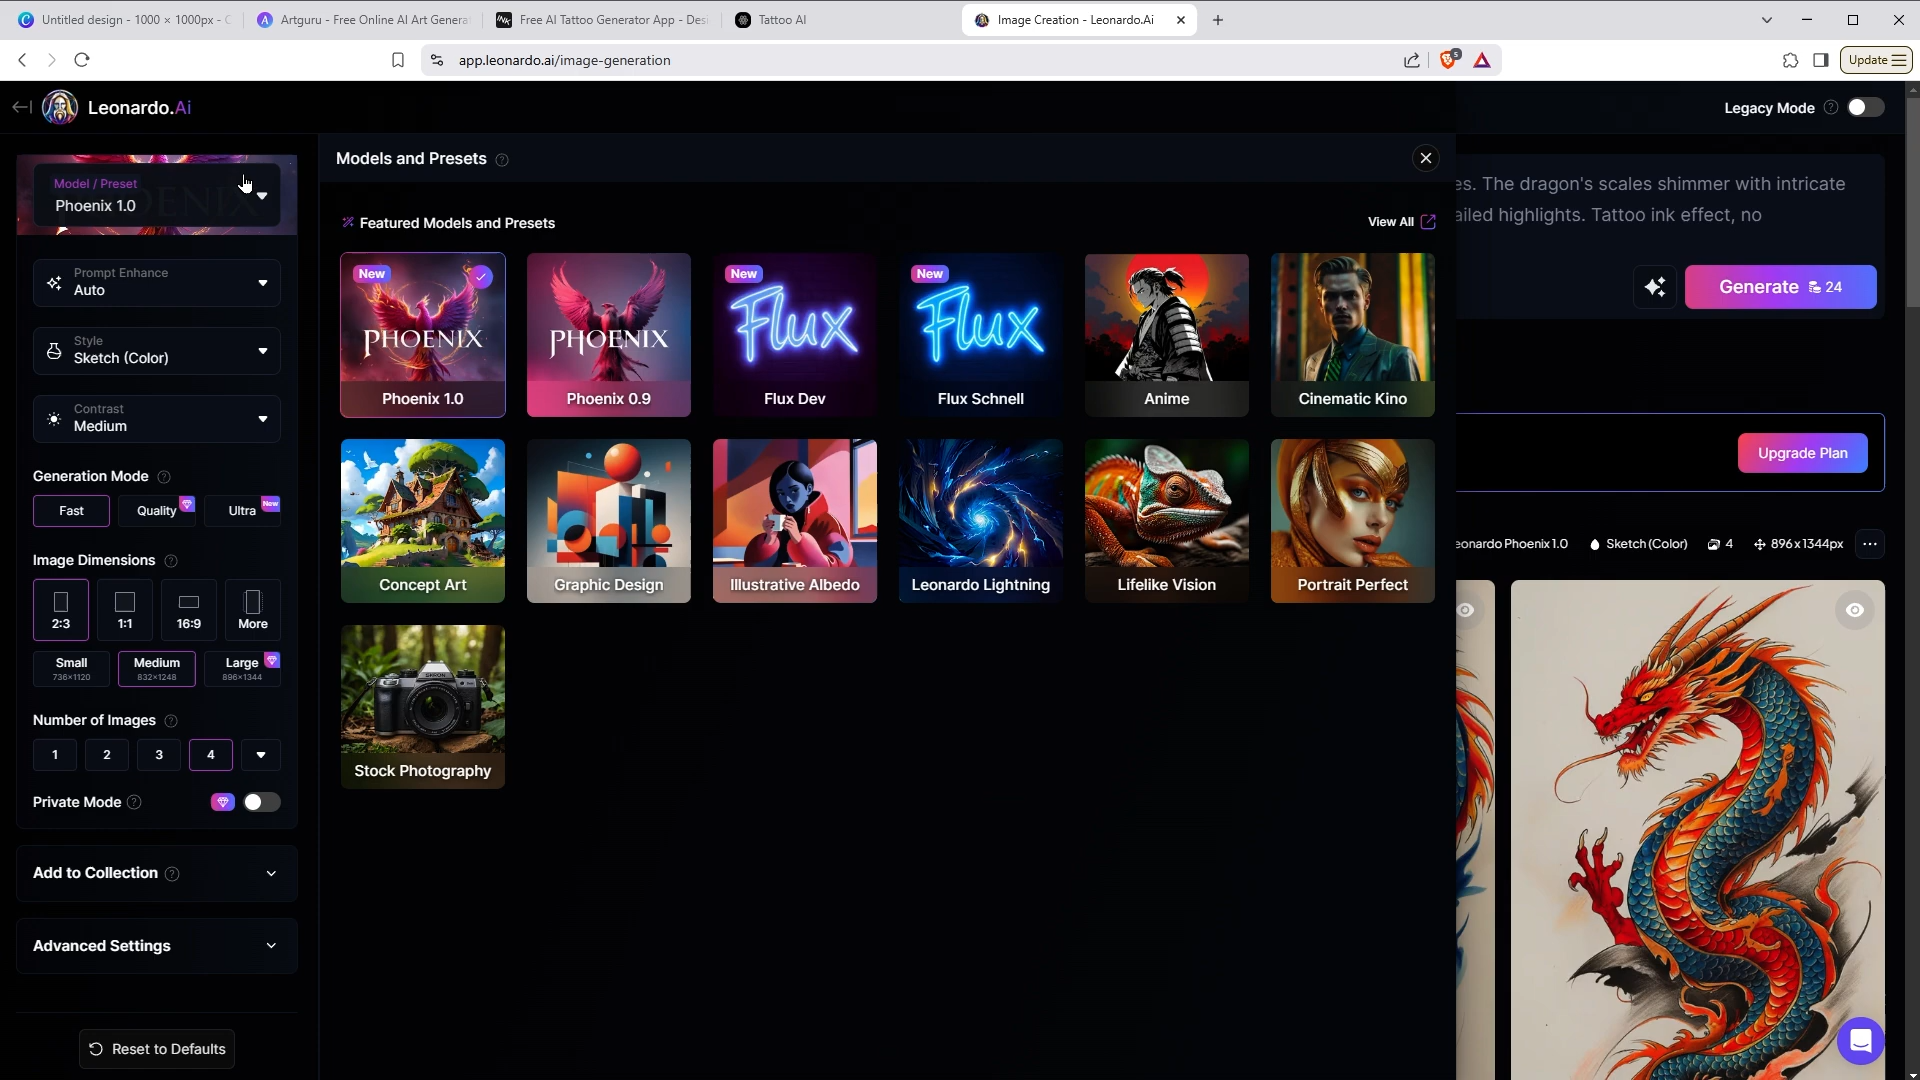 Untitled design - 1000 × 1000px - C
Artguru - Free Online AI Art Genera
Free AI Tattoo Generator App - Desi
Tattoo AI
Image Creation - Leonardo.Ai
app.leonardo.ai/image-generation
5
Update
Leonardo.Ai
Legacy Mode
Model / Preset
Phoenix 1.0
Models and Presets
es. The dragon's scales shimmer with intricate
ailed highlights. Tattoo ink effect, no
Featured Models and Presets
View All
Prompt Enhance
Auto
Generate 24
Style
Sketch (Color)
Contrast
Medium
New
PHOENIX
Phoenix 1.0
PHOENIX
Phoenix 0.9
New
Flux
Flux Dev
New
Flux
Flux Schnell
Anime
Cinematic Kino
Upgrade Plan
Generation Mode
Fast
Quality
Ultra
New
eonardo Phoenix 1.0
Sketch (Color)
4
896x1344px
Image Dimensions
2:3
1:1
16:9
More
Concept Art
Graphic Design
Illustrative Albedo
Leonardo Lightning
Lifelike Vision
Portrait Perfect
Small
736×1120
Medium
832×1248
Large
896×1344
Number of Images
1
2
3
4
Stock Photography
Private Mode
Add to Collection
Advanced Settings
Reset to Defaults